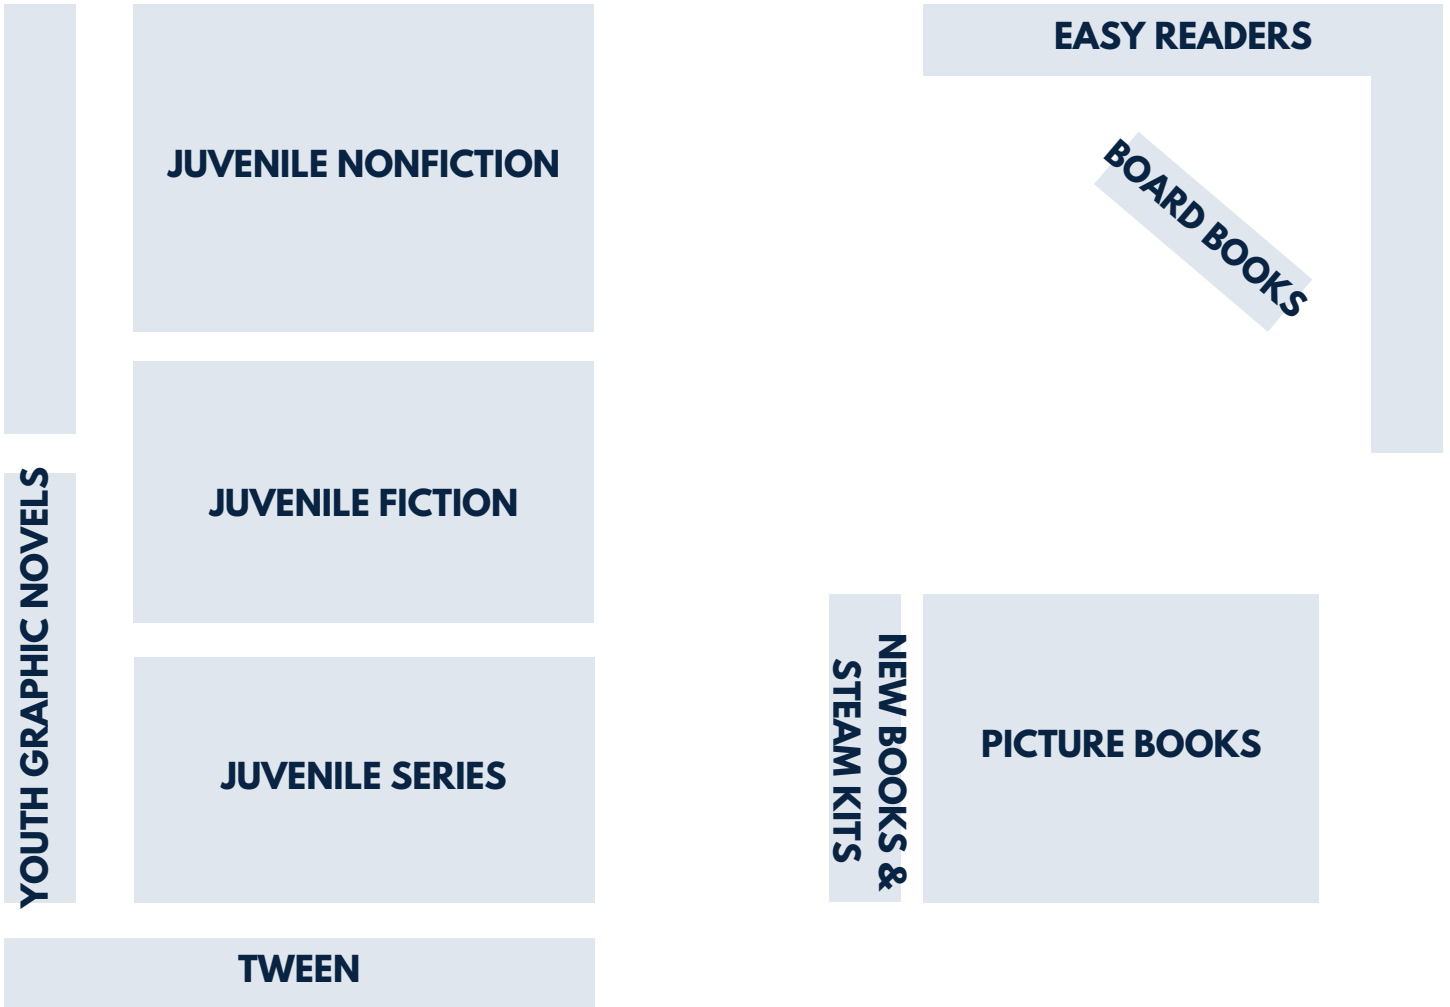 EASY READERS
JUVENILE NONFICTION
BOARD BOOKS
YOUTH GRAPHIC NOVELS
JUVENILE FICTION
NEW BOOKS &
STEAM KITS
PICTURE BOOKS
JUVENILE SERIES
TWEEN